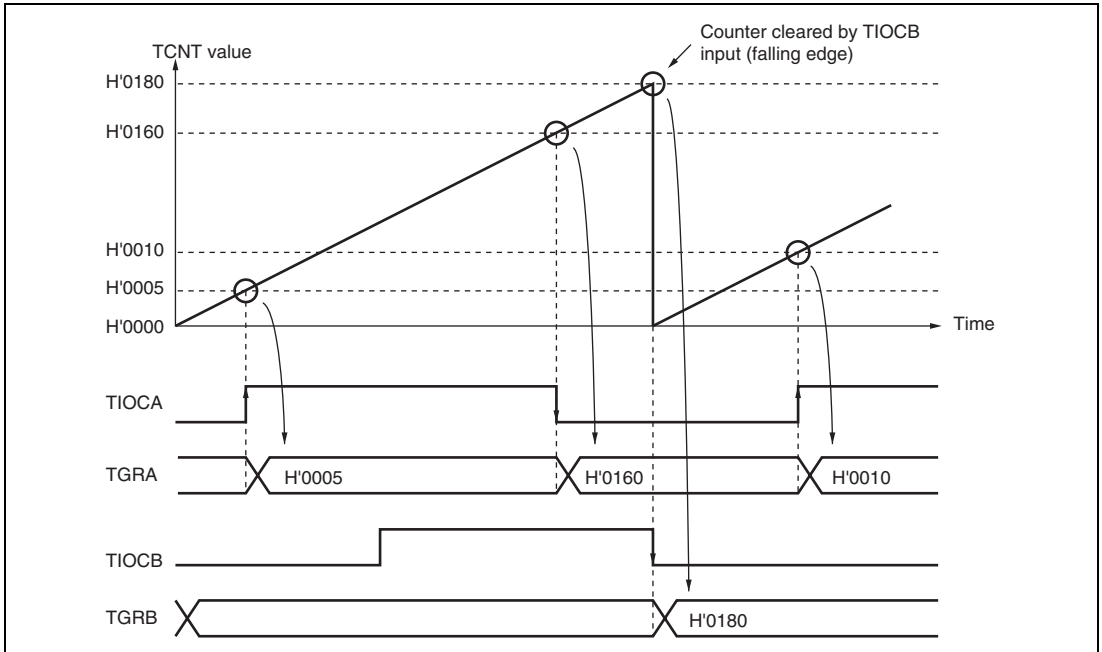 Counter cleared by TIOCB
input (falling edge)
TCNT value
H'0180
H'0160
H'0010
H'0005
H'0000
Time
TIOCA
TGRA
H'0005
H'0160
H'0010
TIOCB
TGRB
H'0180